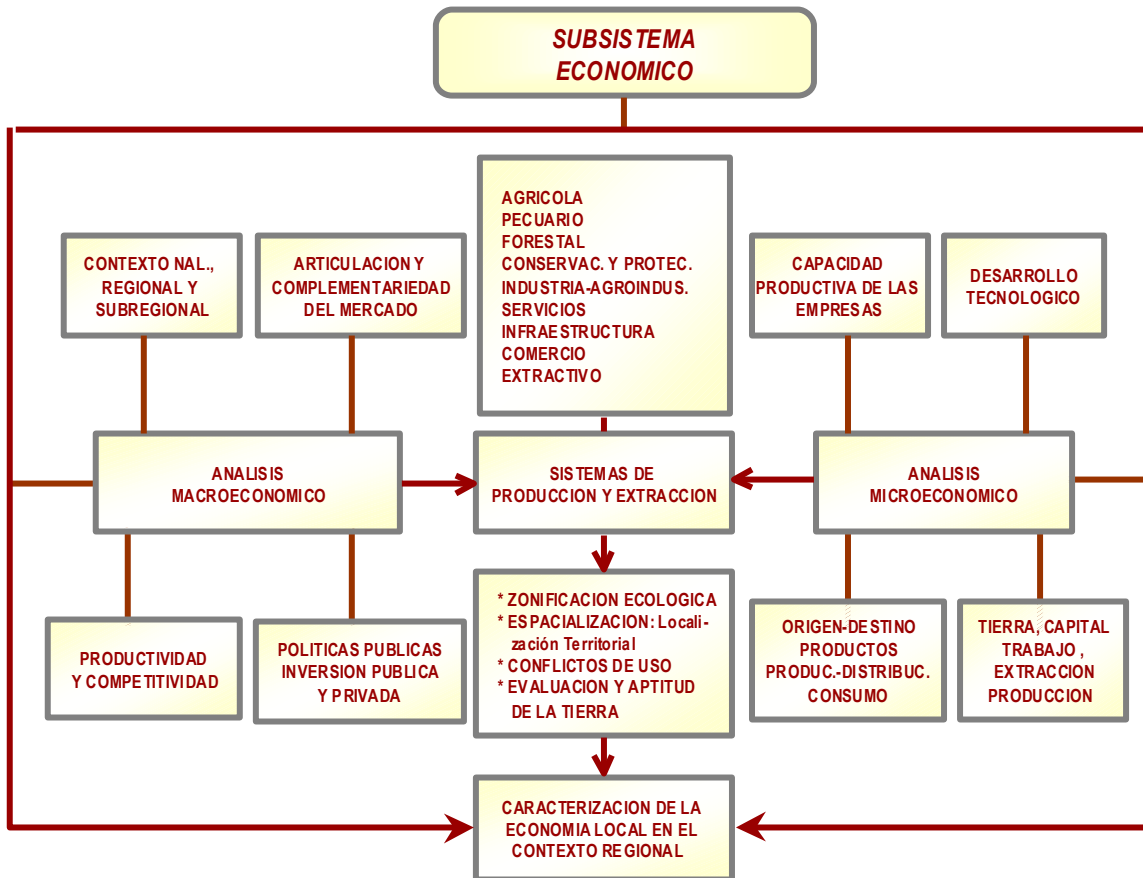 SUBSISTEMA
ECONOMICO
CONTEXTO NAL.,
REGIONAL Y
SUBREGIONAL
ARTICULACION Y
COMPLEMENTARIEDAD
DEL MERCADO
AGRICOLA
PECUARIO
FORESTAL
CONSERVAC. Y PROTEC.
INDUSTRIA-AGROINDUS.
SERVICIOS
INFRAESTRUCTURA
COMERCIO
EXTRACTIVO
CAPACIDAD
PRODUCTIVA DE LAS
EMPRESAS
DESARROLLO
TECNOLOGICO
ANALISIS
MACROECONOMICO
SISTEMAS DE
PRODUCCION Y EXTRACCION
ANALISIS
MICROECONOMICO
PRODUCTIVIDAD
Y COMPETITIVIDAD
POLITICAS PUBLICAS
INVERSION PUBLICA
Y PRIVADA
* ZONIFICACION ECOLOGICA
* ESPACIALIZACION: Locali-
zación Territorial
* CONFLICTOS DE USO
* EVALUACION Y APTITUD
DE LA TIERRA
ORIGEN-DESTINO
PRODUCTOS
PRODUC.-DISTRIBUC.
CONSUMO
TIERRA, CAPITAL
TRABAJO ,
EXTRACCION
PRODUCCION
CARACTERIZACION DE LA
ECONOMIA LOCAL EN EL
CONTEXTO REGIONAL